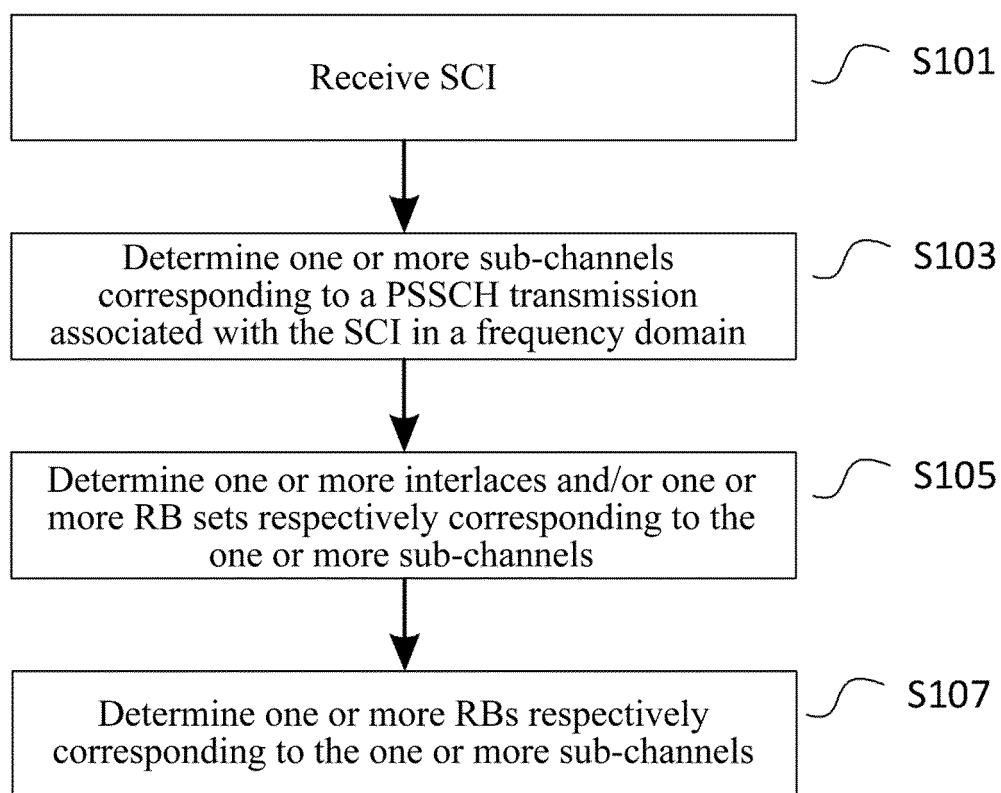 Receive SCI
S101
Determine one or more sub-channels
corresponding to a PSSCH transmission
associated with the SCI in a frequency domain
S103
Determine one or more interlaces and/or one or
more RB sets respectively corresponding to the
one or more sub-channels
S105
Determine one or more RBs respectively
corresponding to the one or more sub-channels
S107